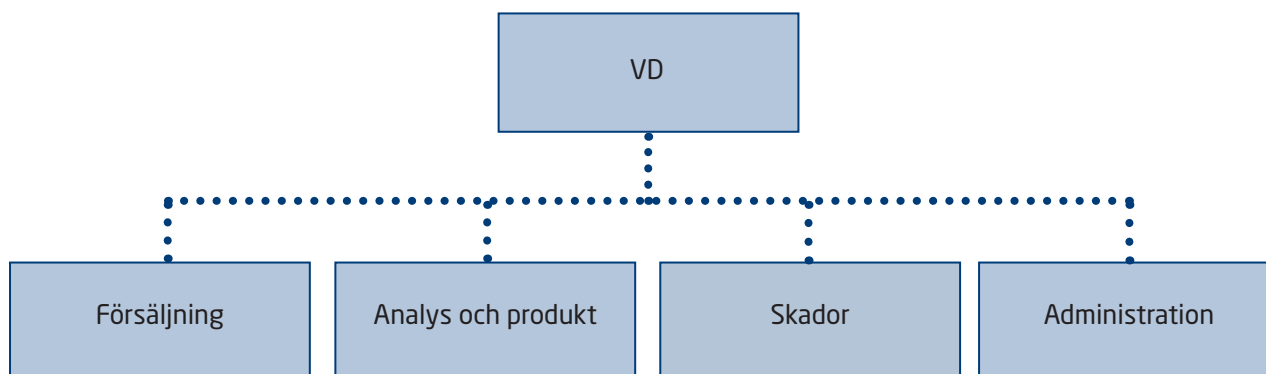 VD
Försäljning
Analys och produkt
Skador
Administration